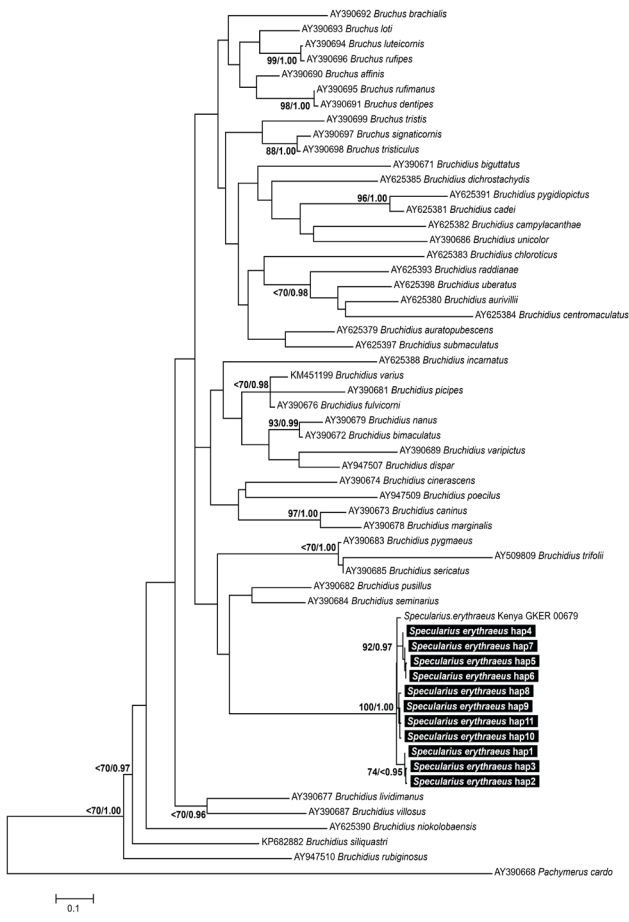 AY390692 Bruchus brachialis
AY390693 Bruchus loti
AY390694 Bruchus luteicornis
99/1.00
AY390696 Bruchus rufipes
AY390690 Bruchus affinis
AY390695 Bruchus rufimanus
98/1.00
AY390691 Bruchus dentipes
AY390699 Bruchus tristis
AY390697 Bruchus signaticornis
88/1.00
AY390698 Bruchus tristiculus
AY390671 Bruchidius biguttatus
AY625385 Bruchidius dichrostachydis
96/1.00
AY625391 Bruchidius pygidiopictus
AY625381 Bruchidius cadei
AY625382 Bruchidius campylacanthae
AY390686 Bruchidius unicolor
AY625383 Bruchidius chloroticus
AY625393 Bruchidius raddianae
<70/0.98
AY625398 Bruchidius uberatus
AY625380 Bruchidius aurivillii
AY625384 Bruchidius centromaculatus
AY625379 Bruchidius auratopubescens
AY625397 Bruchidius submaculatus
AY625388 Bruchidius incarnatus
KM451199 Bruchidius varius
<70/0.98
AY390681 Bruchidius picipes
AY390676 Bruchidius fulvicorni
AY390679 Bruchidius nanus
93/0.99
AY390672 Bruchidius bimaculatus
AY390689 Bruchidius varipictus
AY947507 Bruchidius dispar
AY390674 Bruchidius cinerascens
AY947509 Bruchidius poecilus
AY390673 Bruchidius caninus
97/1.00
AY390678 Bruchidius marginalis
AY390683 Bruchidius pygmaeus
<70/1.00
AY509809 Bruchidius trifolii
AY390685 Bruchidius sericatus
AY390682 Bruchidius pusillus
AY390684 Bruchidius seminarius
Specularius.erythraeus Kenya GKER 00679
Specularius erythraeus hap4
92/0.97
Specularius erythraeus hap7
Specularius erythraeus hap5
Specularius erythraeus hap6
Specularius erythraeus hap8
100/1.00
Specularius erythraeus hap9
Specularius erythraeus hap11
Specularius erythraeus hap10
Specularius erythraeus hap1
74/<0.95
Specularius erythraeus hap3
Specularius erythraeus hap2
<70/0.97
AY390677 Bruchidius lividimanus
<70/0.96
AY390687 Bruchidius villosus
<70/1.00
AY625390 Bruchidius niokolobaensis
KP682882 Bruchidius siliquastri
AY947510 Bruchidius rubiginosus
AY390668 Pachymerus cardo
0.1